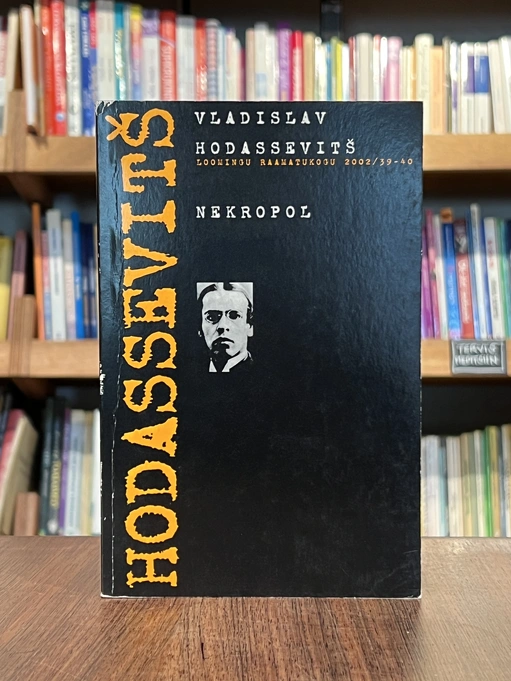 HODASSEVITŠ
VLADISLAV
HODASSEVITŠ
LOOMINGU RAAMATUKOGU 2002/39-40
NEKROPOL
TERVIS